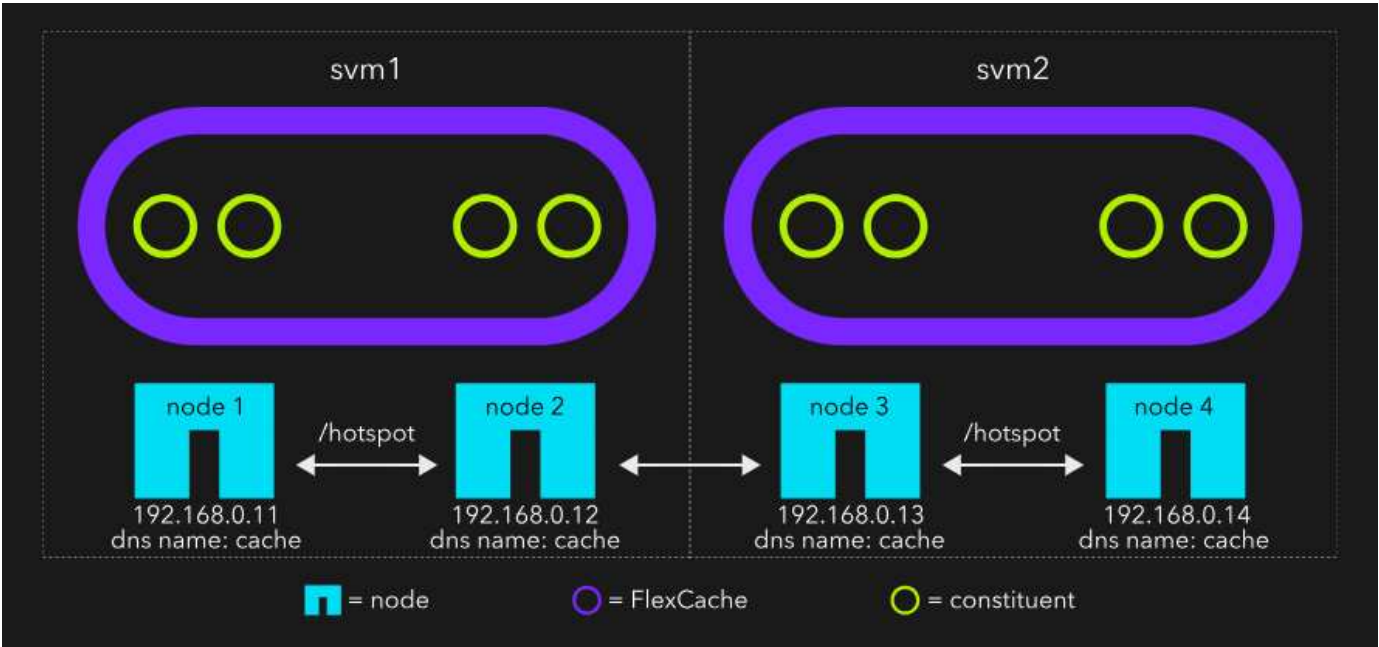 svm1
svm2
node 1
node 2
node 3
node 4
/hotspot
/hotspot
192.168.0.11
192.168.0.12
192.168.0.13
192.168.0.14
dns name: cache
dns name: cache
dns name: cache
dns name: cache
= node
= FlexCache
= constituent